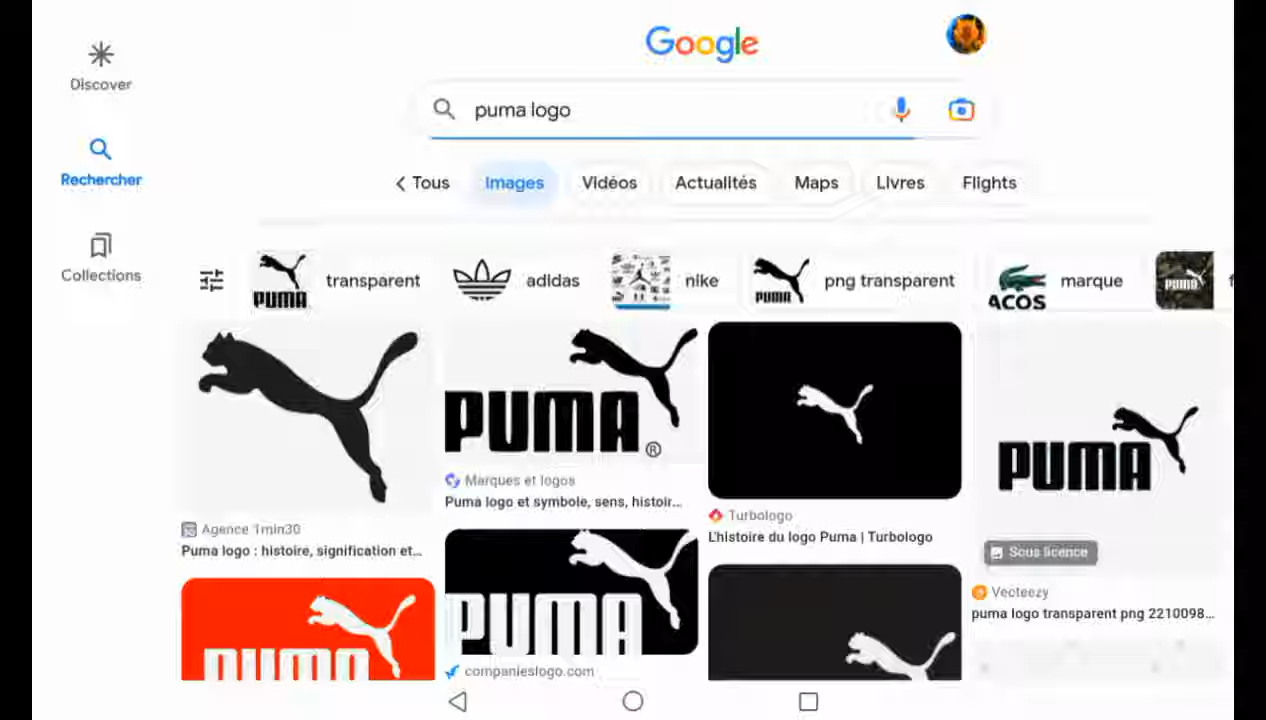 Google
Discover
puma logo
Rechercher
Tous
Images
Vidéos
Actualités
Maps
Livres
Flights
Collections
PUMA
transparent
adidas
nike
PUMA
png transparent
ACOS
marque
PUMA
f
PUMA®
PUMA
Marques et logos
Puma logo et symbole, sens, histoir...
Turbologo
L'histoire du logo Puma | Turbologo
Agence 1min30
Puma logo : histoire, signification et...
Sous licence
Vecteezy
puma logo transparent png 2210098...
PUMA
PUMA
companieslogo.com